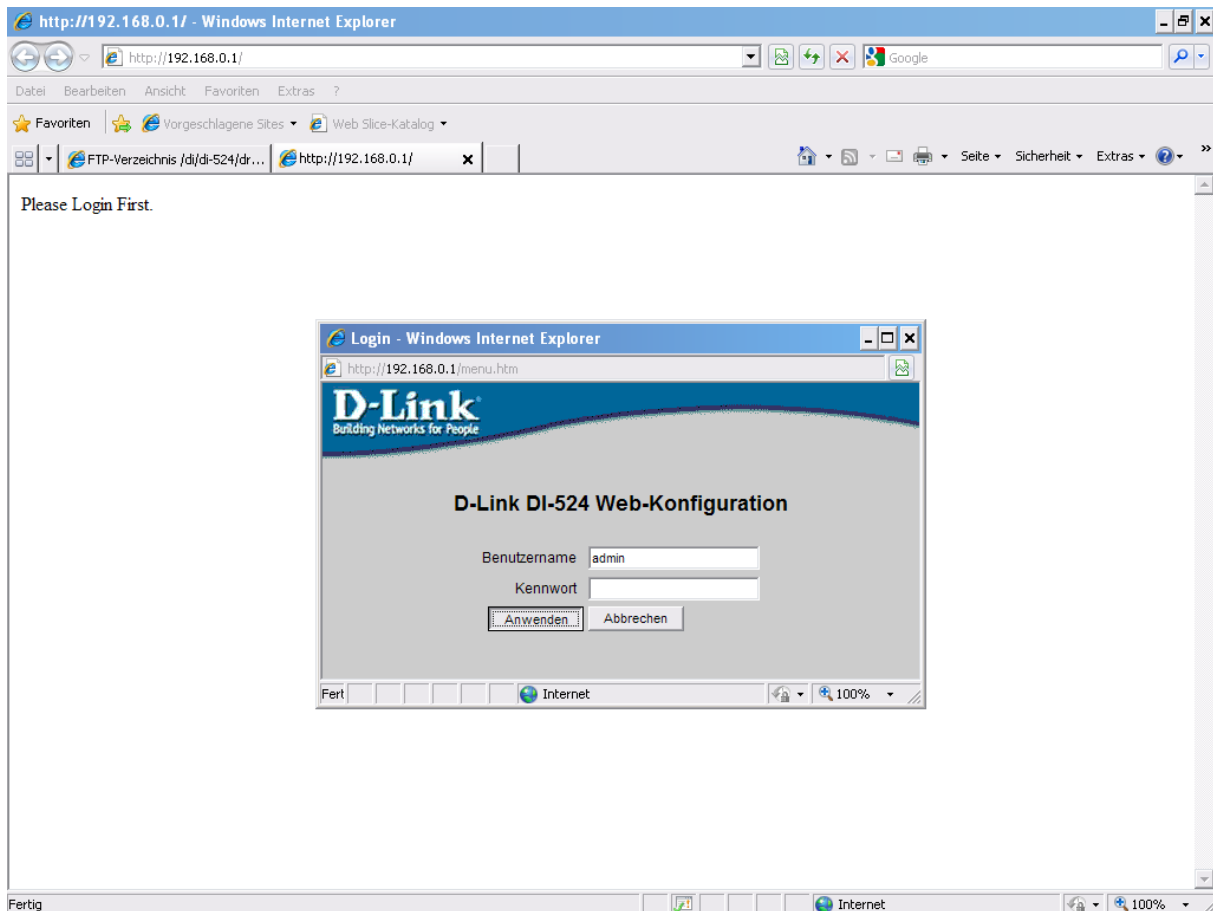 http://192.168.0.1/ - Windows Internet Explorer
http://192.168.0.1/
Google
Datei Bearbeiten Ansicht Favoriten Extras ?
Favoriten Vorgeschlagene Sites Web Slice-Katalog
FTP-Verzeichnis /di/di-524/dr... http://192.168.0.1/ Seite Sicherheit Extras »
Please Login First.
Login - Windows Internet Explorer
http://192.168.0.1/menu.htm
D-Link
Building Networks for People
D-Link DI-524 Web-Konfiguration
Benutzername admin
Kennwort
Anwenden Abbrechen
Fert Internet 100%
Fertig Internet 100%